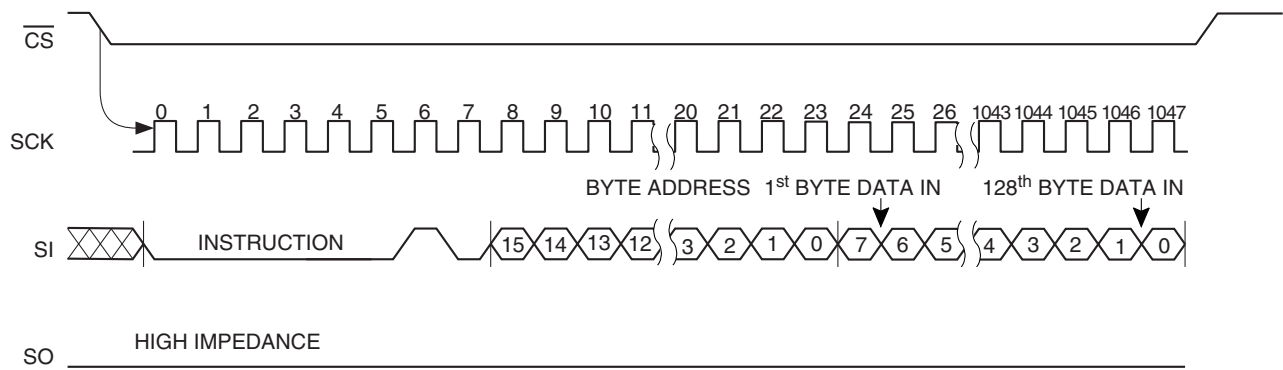 CS
SCK
0 1 2 3 4 5 6 7 8 9 10 11 20 21 22 23 24 25 26 1043 1044 1045 1046 1047
BYTE ADDRESS 1st BYTE DATA IN 128th BYTE DATA IN
SI
INSTRUCTION
15 14 13 12 3 2 1 0 7 6 5 4 3 2 1 0
HIGH IMPEDANCE
SO